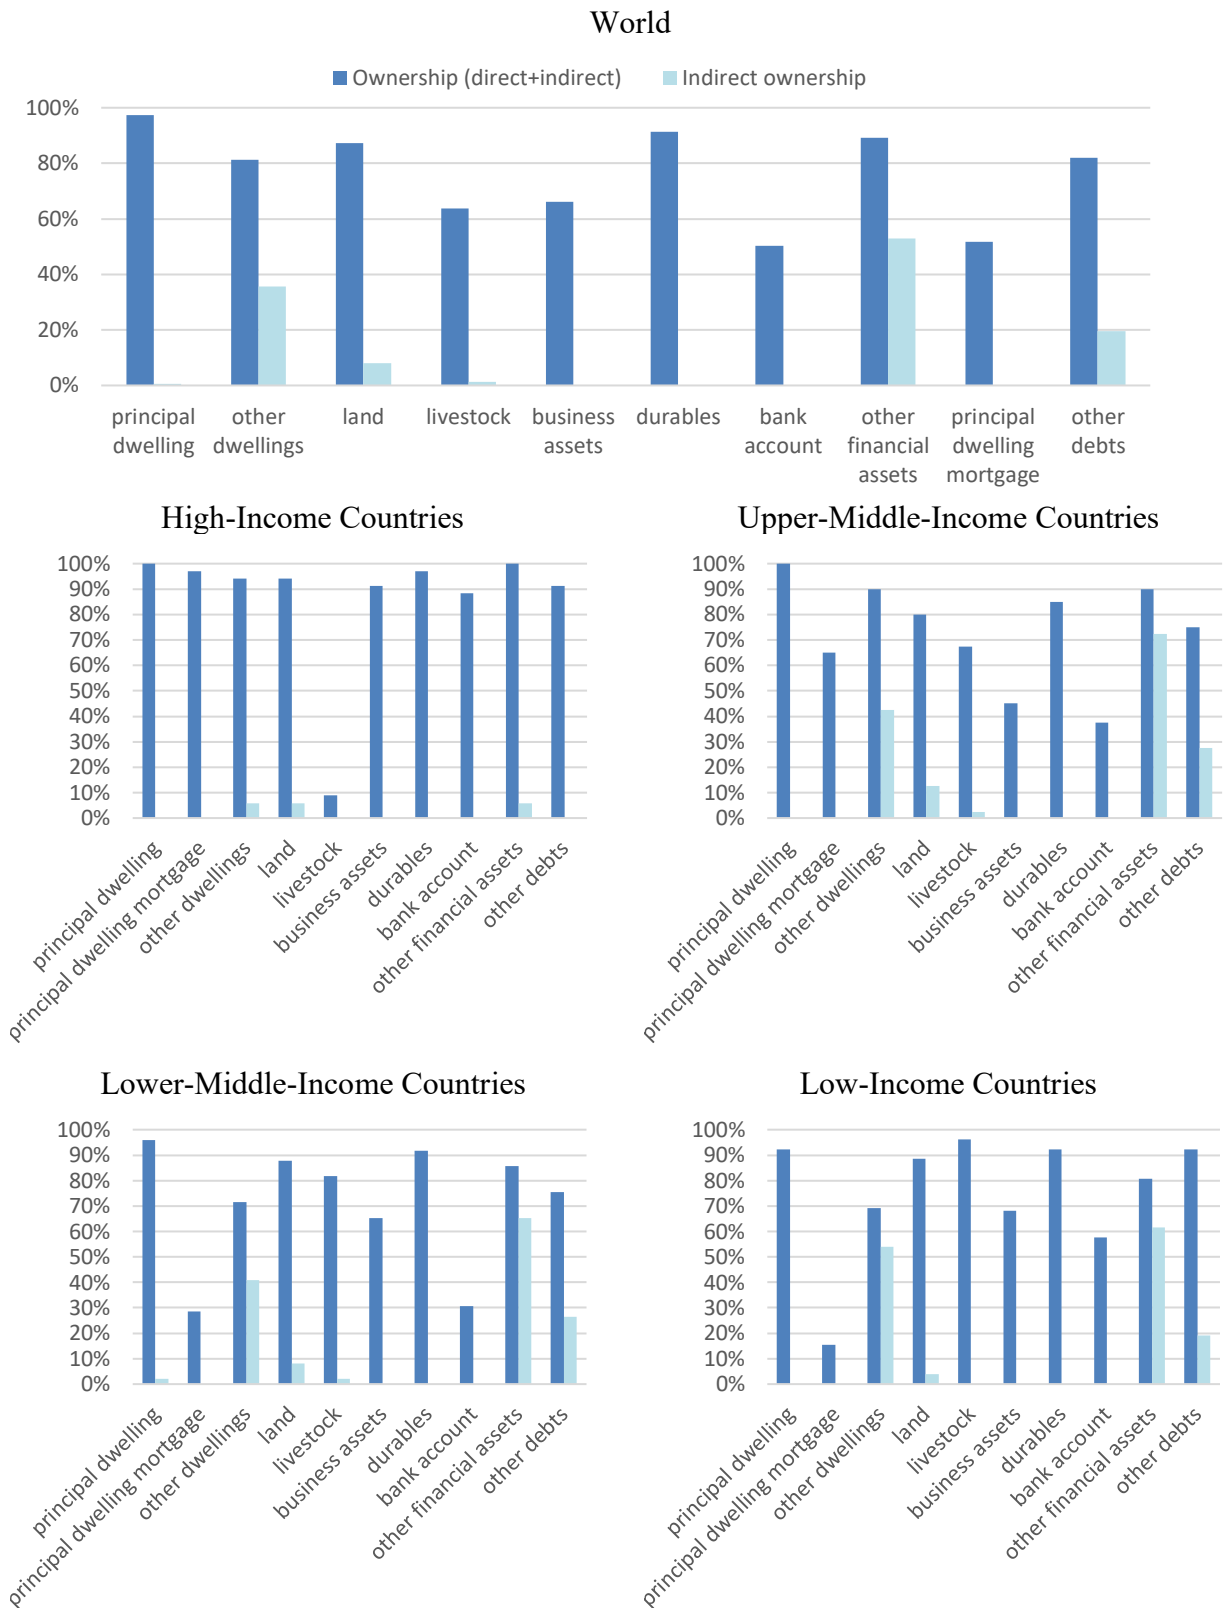 World
Ownership (direct+indirect) Indirect ownership
100%
80%
60%
40%
20%
0%
principal dwelling
other dwellings
land
livestock
business assets
durables
bank account
other financial assets
principal dwelling mortgage
other debts
High-Income Countries
100%
90%
80%
70%
60%
50%
40%
30%
20%
10%
0%
principal dwelling
principal dwelling mortgage
other dwellings
land
livestock
business assets
durables
bank account
other financial assets
other debts
Upper-Middle-Income Countries
100%
90%
80%
70%
60%
50%
40%
30%
20%
10%
0%
principal dwelling
principal dwelling mortgage
other dwellings
land
livestock
business assets
durables
bank account
other financial assets
other debts
Lower-Middle-Income Countries
100%
90%
80%
70%
60%
50%
40%
30%
20%
10%
0%
principal dwelling
principal dwelling mortgage
other dwellings
land
livestock
business assets
durables
bank account
other financial assets
other debts
Low-Income Countries
100%
90%
80%
70%
60%
50%
40%
30%
20%
10%
0%
principal dwelling
principal dwelling mortgage
other dwellings
land
livestock
business assets
durables
bank account
other financial assets
other debts